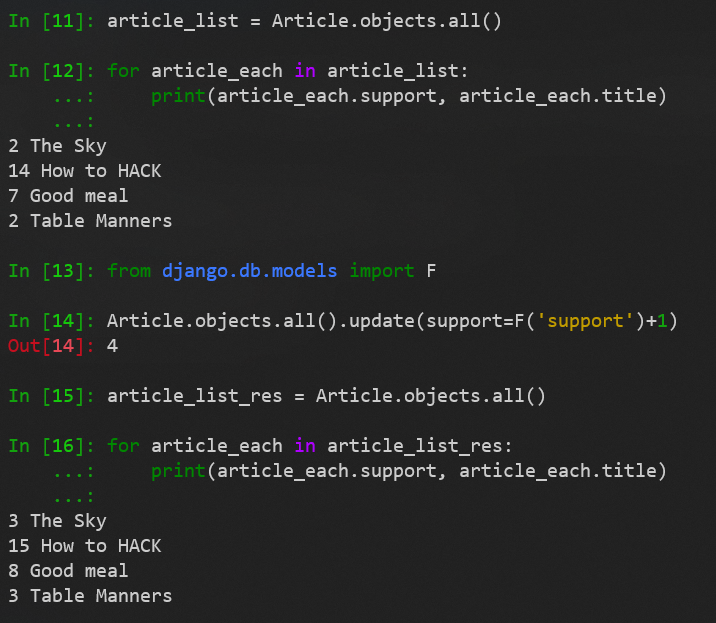 In [11]: article_list = Article.objects.all()
In [12]: for article_each in article_list:
    ...:     print(article_each.support, article_each.title)
    ...:
2 The Sky
14 How to HACK
7 Good meal
2 Table Manners
In [13]: from django.db.models import F
In [14]: Article.objects.all().update(support=F('support')+1)
Out[14]: 4
In [15]: article_list_res = Article.objects.all()
In [16]: for article_each in article_list_res:
    ...:     print(article_each.support, article_each.title)
    ...:
3 The Sky
15 How to HACK
8 Good meal
3 Table Manners